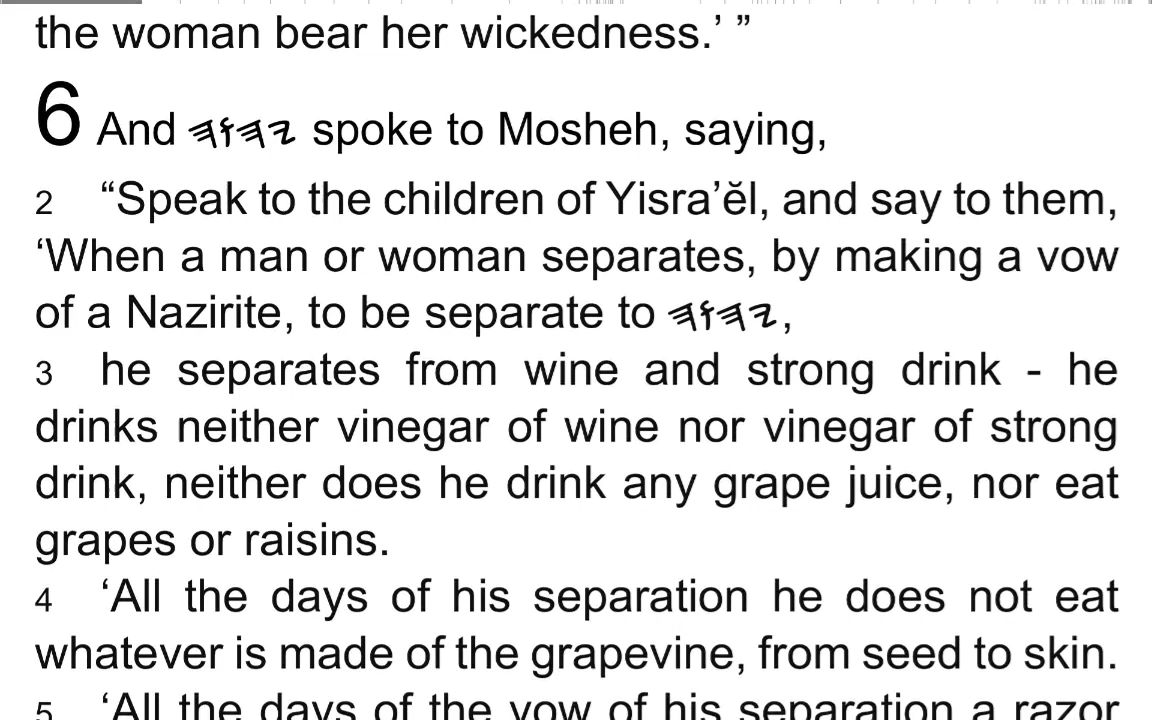 the woman bear her wickedness.’ ”
6 And 𐤉𐤄𐤅𐤄 spoke to Mosheh, saying,
2 “Speak to the children of Yisra’ĕl, and say to them,
‘When a man or woman separates, by making a vow
of a Nazirite, to be separate to 𐤉𐤄𐤅𐤄,
3 he separates from wine and strong drink - he
drinks neither vinegar of wine nor vinegar of strong
drink, neither does he drink any grape juice, nor eat
grapes or raisins.
4 ‘All the days of his separation he does not eat
whatever is made of the grapevine, from seed to skin.
5 ‘All the days of the vow of his separation a razor